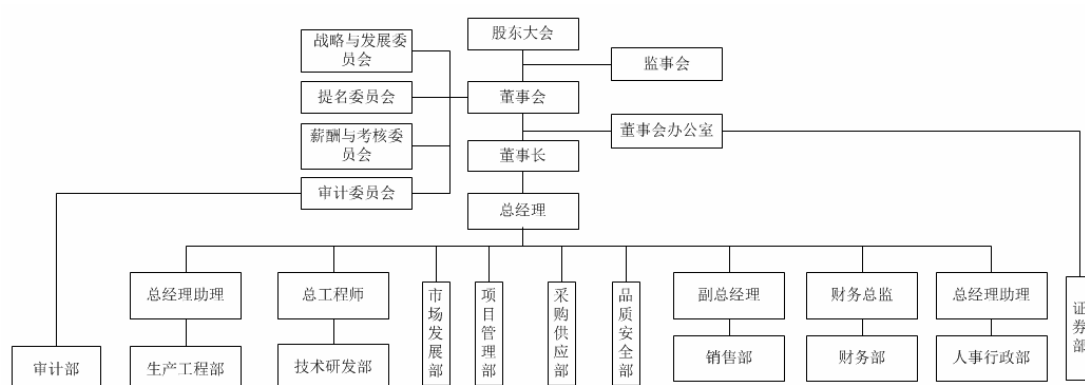 股东大会
战略与发展委
员会
监事会
提名委员会
董事会
薪酬与考核委
员会
董事会办公室
董事长
审计委员会
总经理
总经理助理
总工程师
市场发展部
项目管理部
采购供应部
品质安全部
副总经理
财务总监
总经理助理
证券部
审计部
生产工程部
技术研发部
销售部
财务部
人事行政部